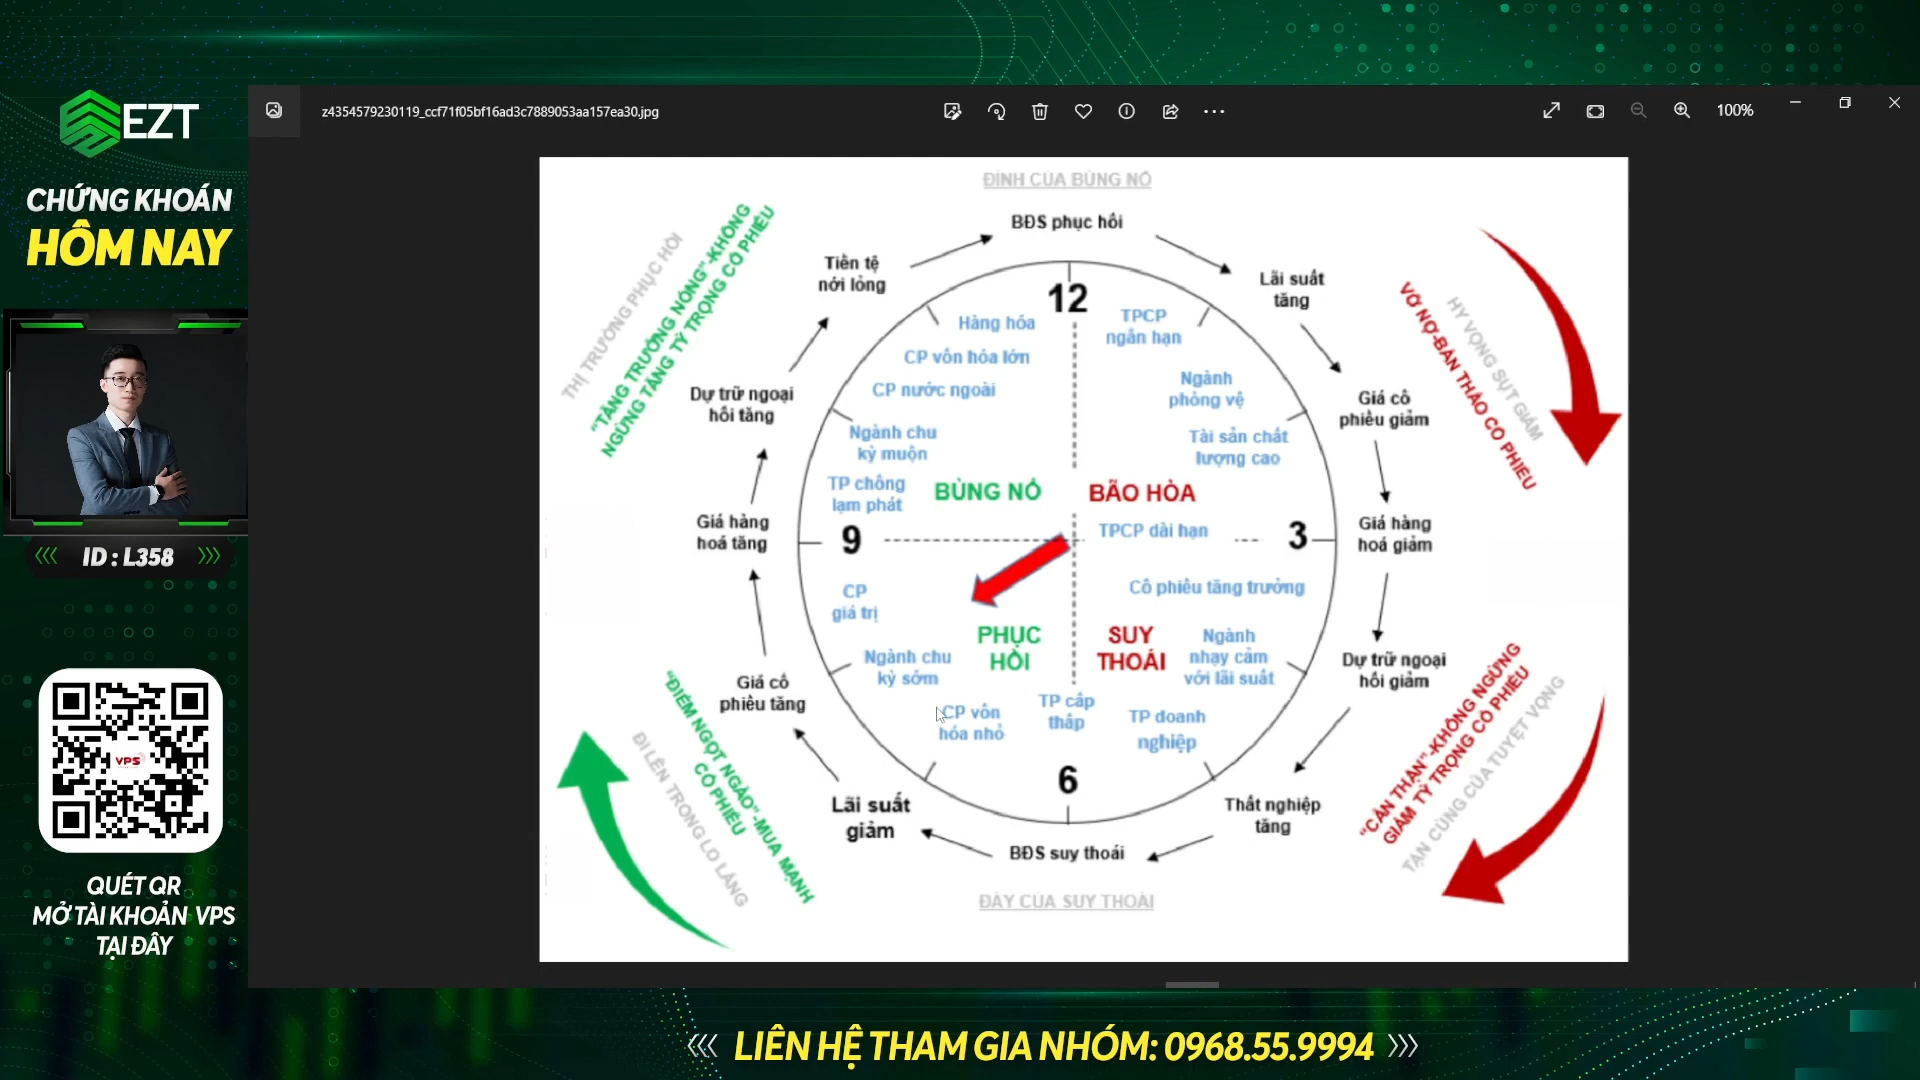 EZT
CHỨNG KHOÁN
HÔM NAY
ID : L358
VPS
QUÉT QR
MỞ TÀI KHOẢN VPS
TẠI ĐÂY
z4354579230119_ccf71f05bf16ad3c7889053aa157ea30.jpg
100%
ĐỈNH CỦA BÙNG NỔ
BĐS phục hồi
Tiền tệ
nới lỏng
Lãi suất
tăng
THỊ TRƯỜNG PHỤC HỒI
"TĂNG TRƯỞNG NÓNG"-KHÔNG
NGỪNG TĂNG TỶ TRỌNG CỔ PHIẾU
VỠ NỢ-BÁN THÁO CỔ PHIẾU
HY VỌNG SỤT GIẢM
12
Hàng hóa
TPCP
ngắn hạn
CP vốn hóa lớn
CP nước ngoài
Ngành
phòng vệ
Dự trữ ngoại
hối tăng
Giá cổ
phiếu giảm
Ngành chu
kỳ muộn
Tài sản chất
lượng cao
TP chống
lạm phát
BÙNG NỔ
BÃO HÒA
Giá hàng
hoá tăng
9
TPCP dài hạn
3
Giá hàng
hoá giảm
CP
giá trị
Cổ phiếu tăng trưởng
PHỤC
HỒI
SUY
THOÁI
Ngành
nhạy cảm
với lãi suất
Ngành chu
kỳ sớm
Dự trữ ngoại
hối giảm
Giá cổ
phiếu tăng
CP vốn
hóa nhỏ
TP cấp
thấp
TP doanh
nghiệp
6
"ĐIỂM NGỌT NGÀO"-MUA MẠNH
CỔ PHIẾU
ĐI LÊN TRONG LO LẮNG
"CẨN THẬN"-KHÔNG NGỪNG
GIẢM TỶ TRỌNG CỔ PHIẾU
TẬN CÙNG CỦA TUYỆT VỌNG
Lãi suất
giảm
Thất nghiệp
tăng
BĐS suy thoái
ĐÁY CỦA SUY THOÁI
LIÊN HỆ THAM GIA NHÓM: 0968.55.9994